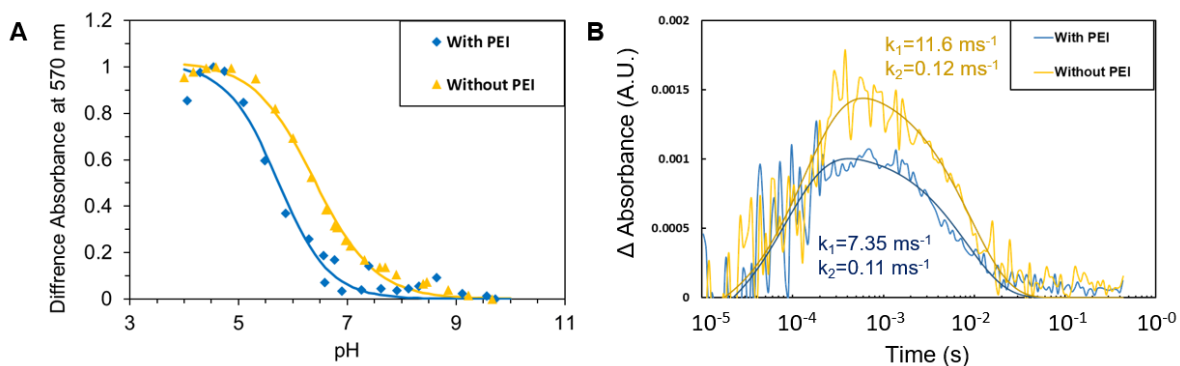 A
Diffrence Absorbance at 570 nm
1.2
1
0.8
0.6
0.4
0.2
0
3
5
7
9
11
pH
With PEI
Without PEI
B
Δ Absorbance (A.U.)
0.002
0.0015
0.001
0.0005
0
10⁻⁵
10⁻⁴
10⁻³
10⁻²
10⁻¹
10⁻⁰
Time (s)
k₁=11.6 ms⁻¹
k₂=0.12 ms⁻¹
With PEI
Without PEI
k₁=7.35 ms⁻¹
k₂=0.11 ms⁻¹